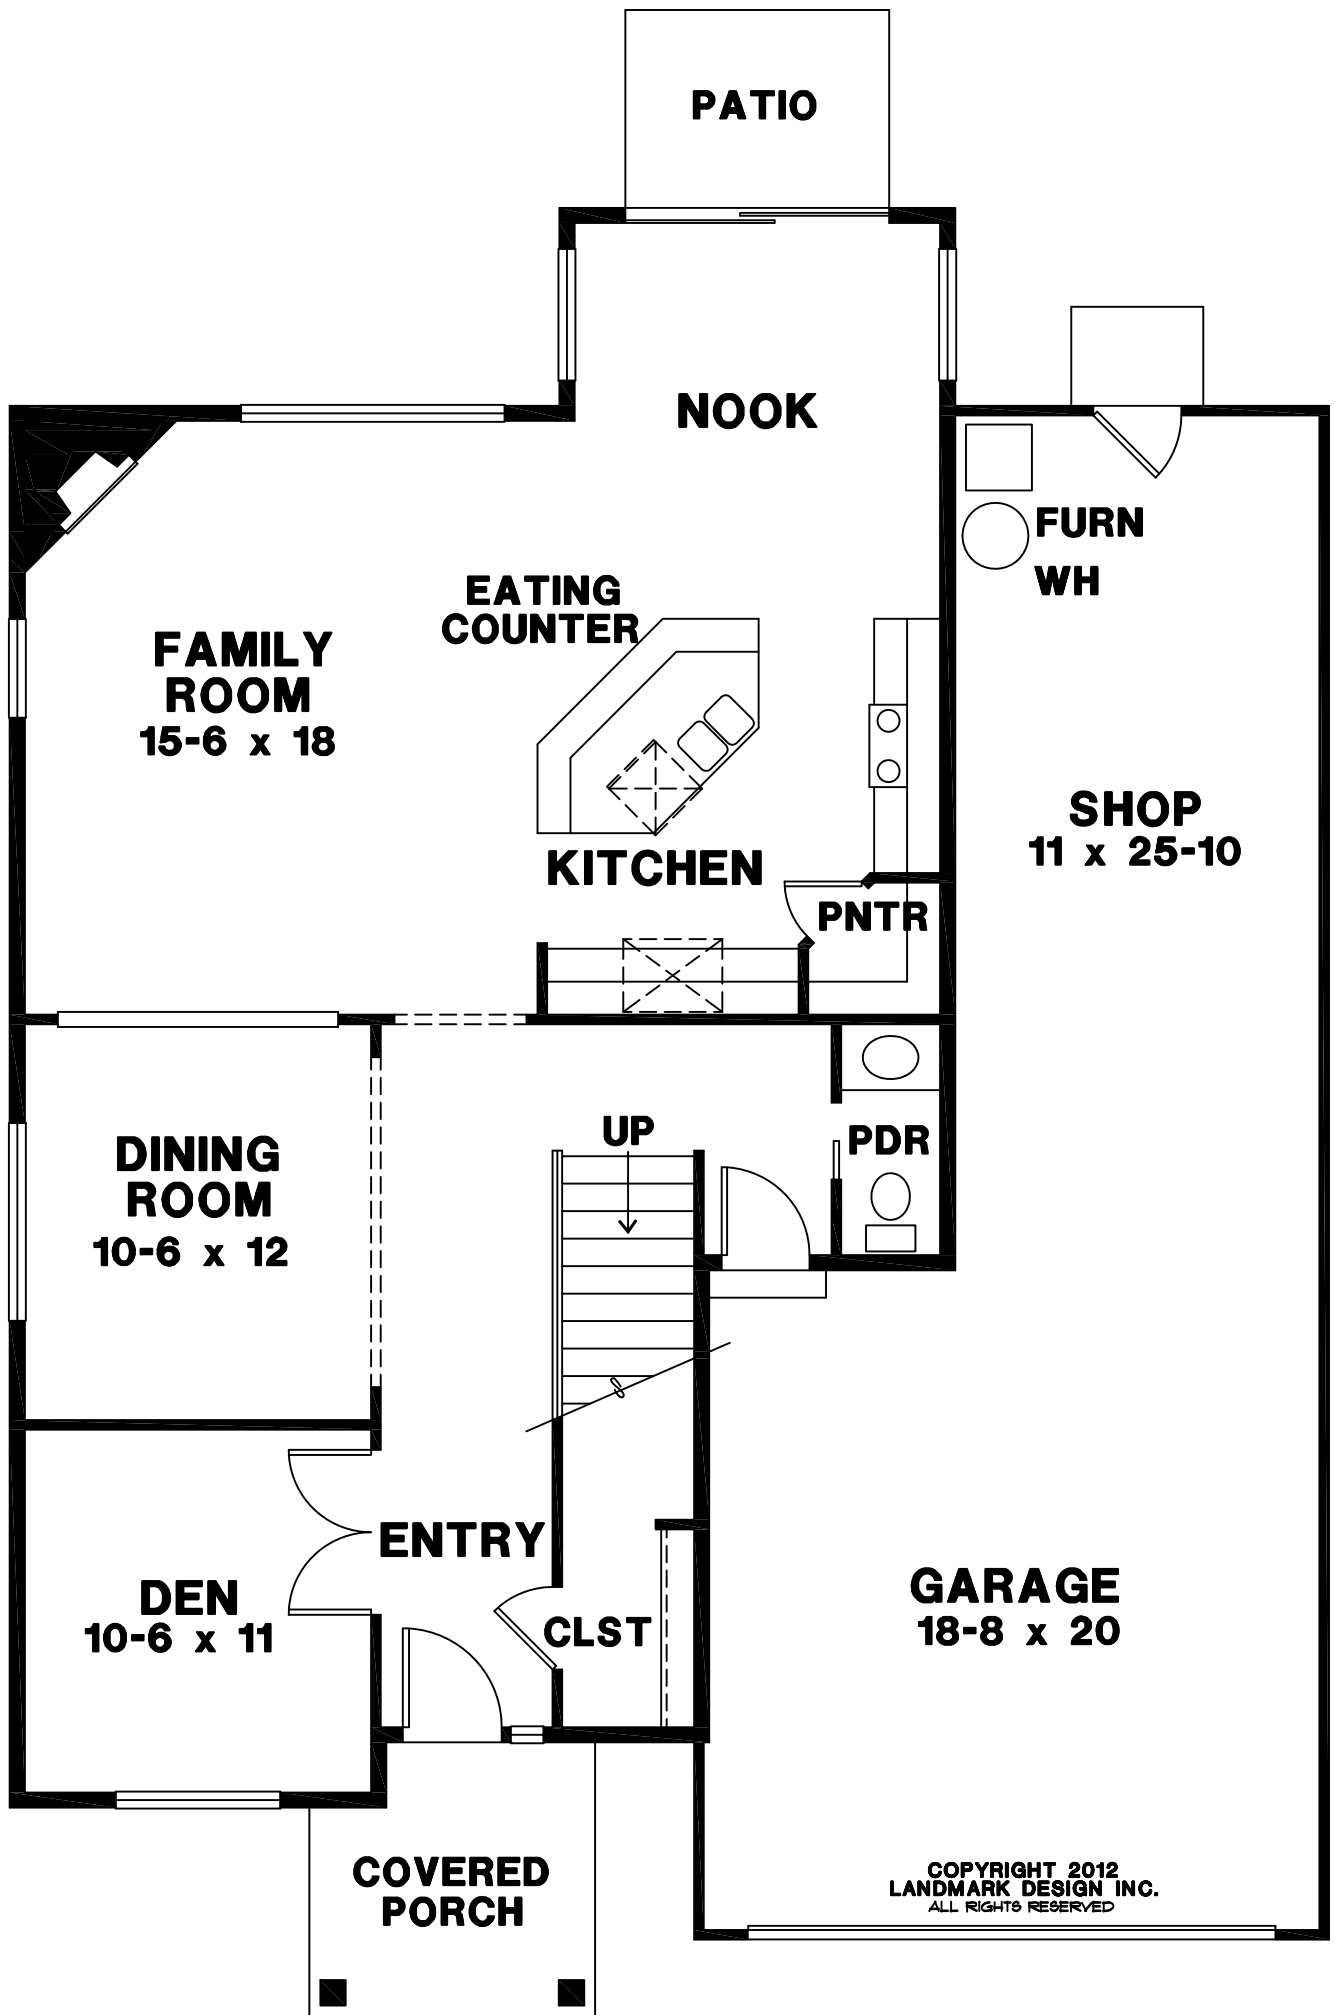 PATIO
NOOK
FURN
WH
EATING
COUNTER
FAMILY
ROOM
15-6 x 18
SHOP
11 x 25-10
KITCHEN
PNTR
UP
PDR
DINING
ROOM
10-6 x 12
ENTRY
DEN
10-6 x 11
CLST
GARAGE
18-8 x 20
COVERED
PORCH
COPYRIGHT 2012
LANDMARK DESIGN INC.
ALL RIGHTS RESERVED